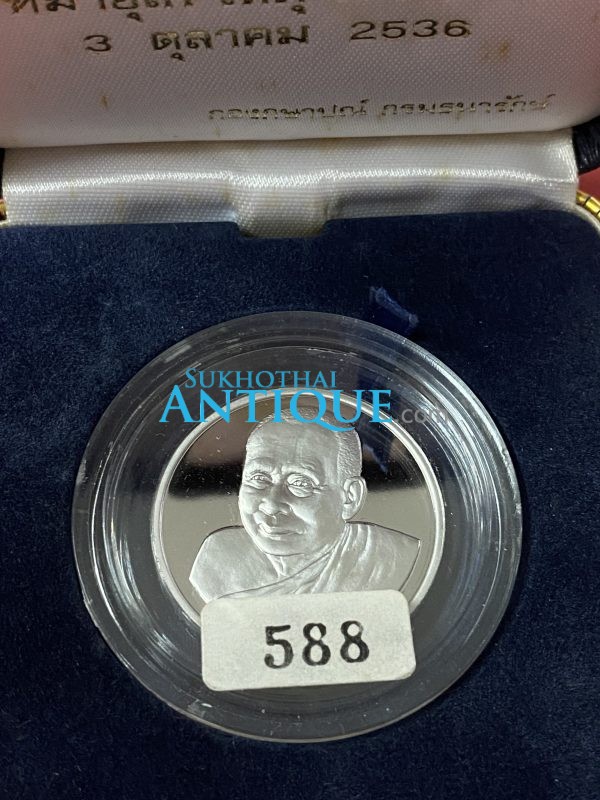 3 ตุลาคม 2536
กองกษาปณ์ กรมธนารักษ์
SUKHOTHAI
ANTIQUE.com
588